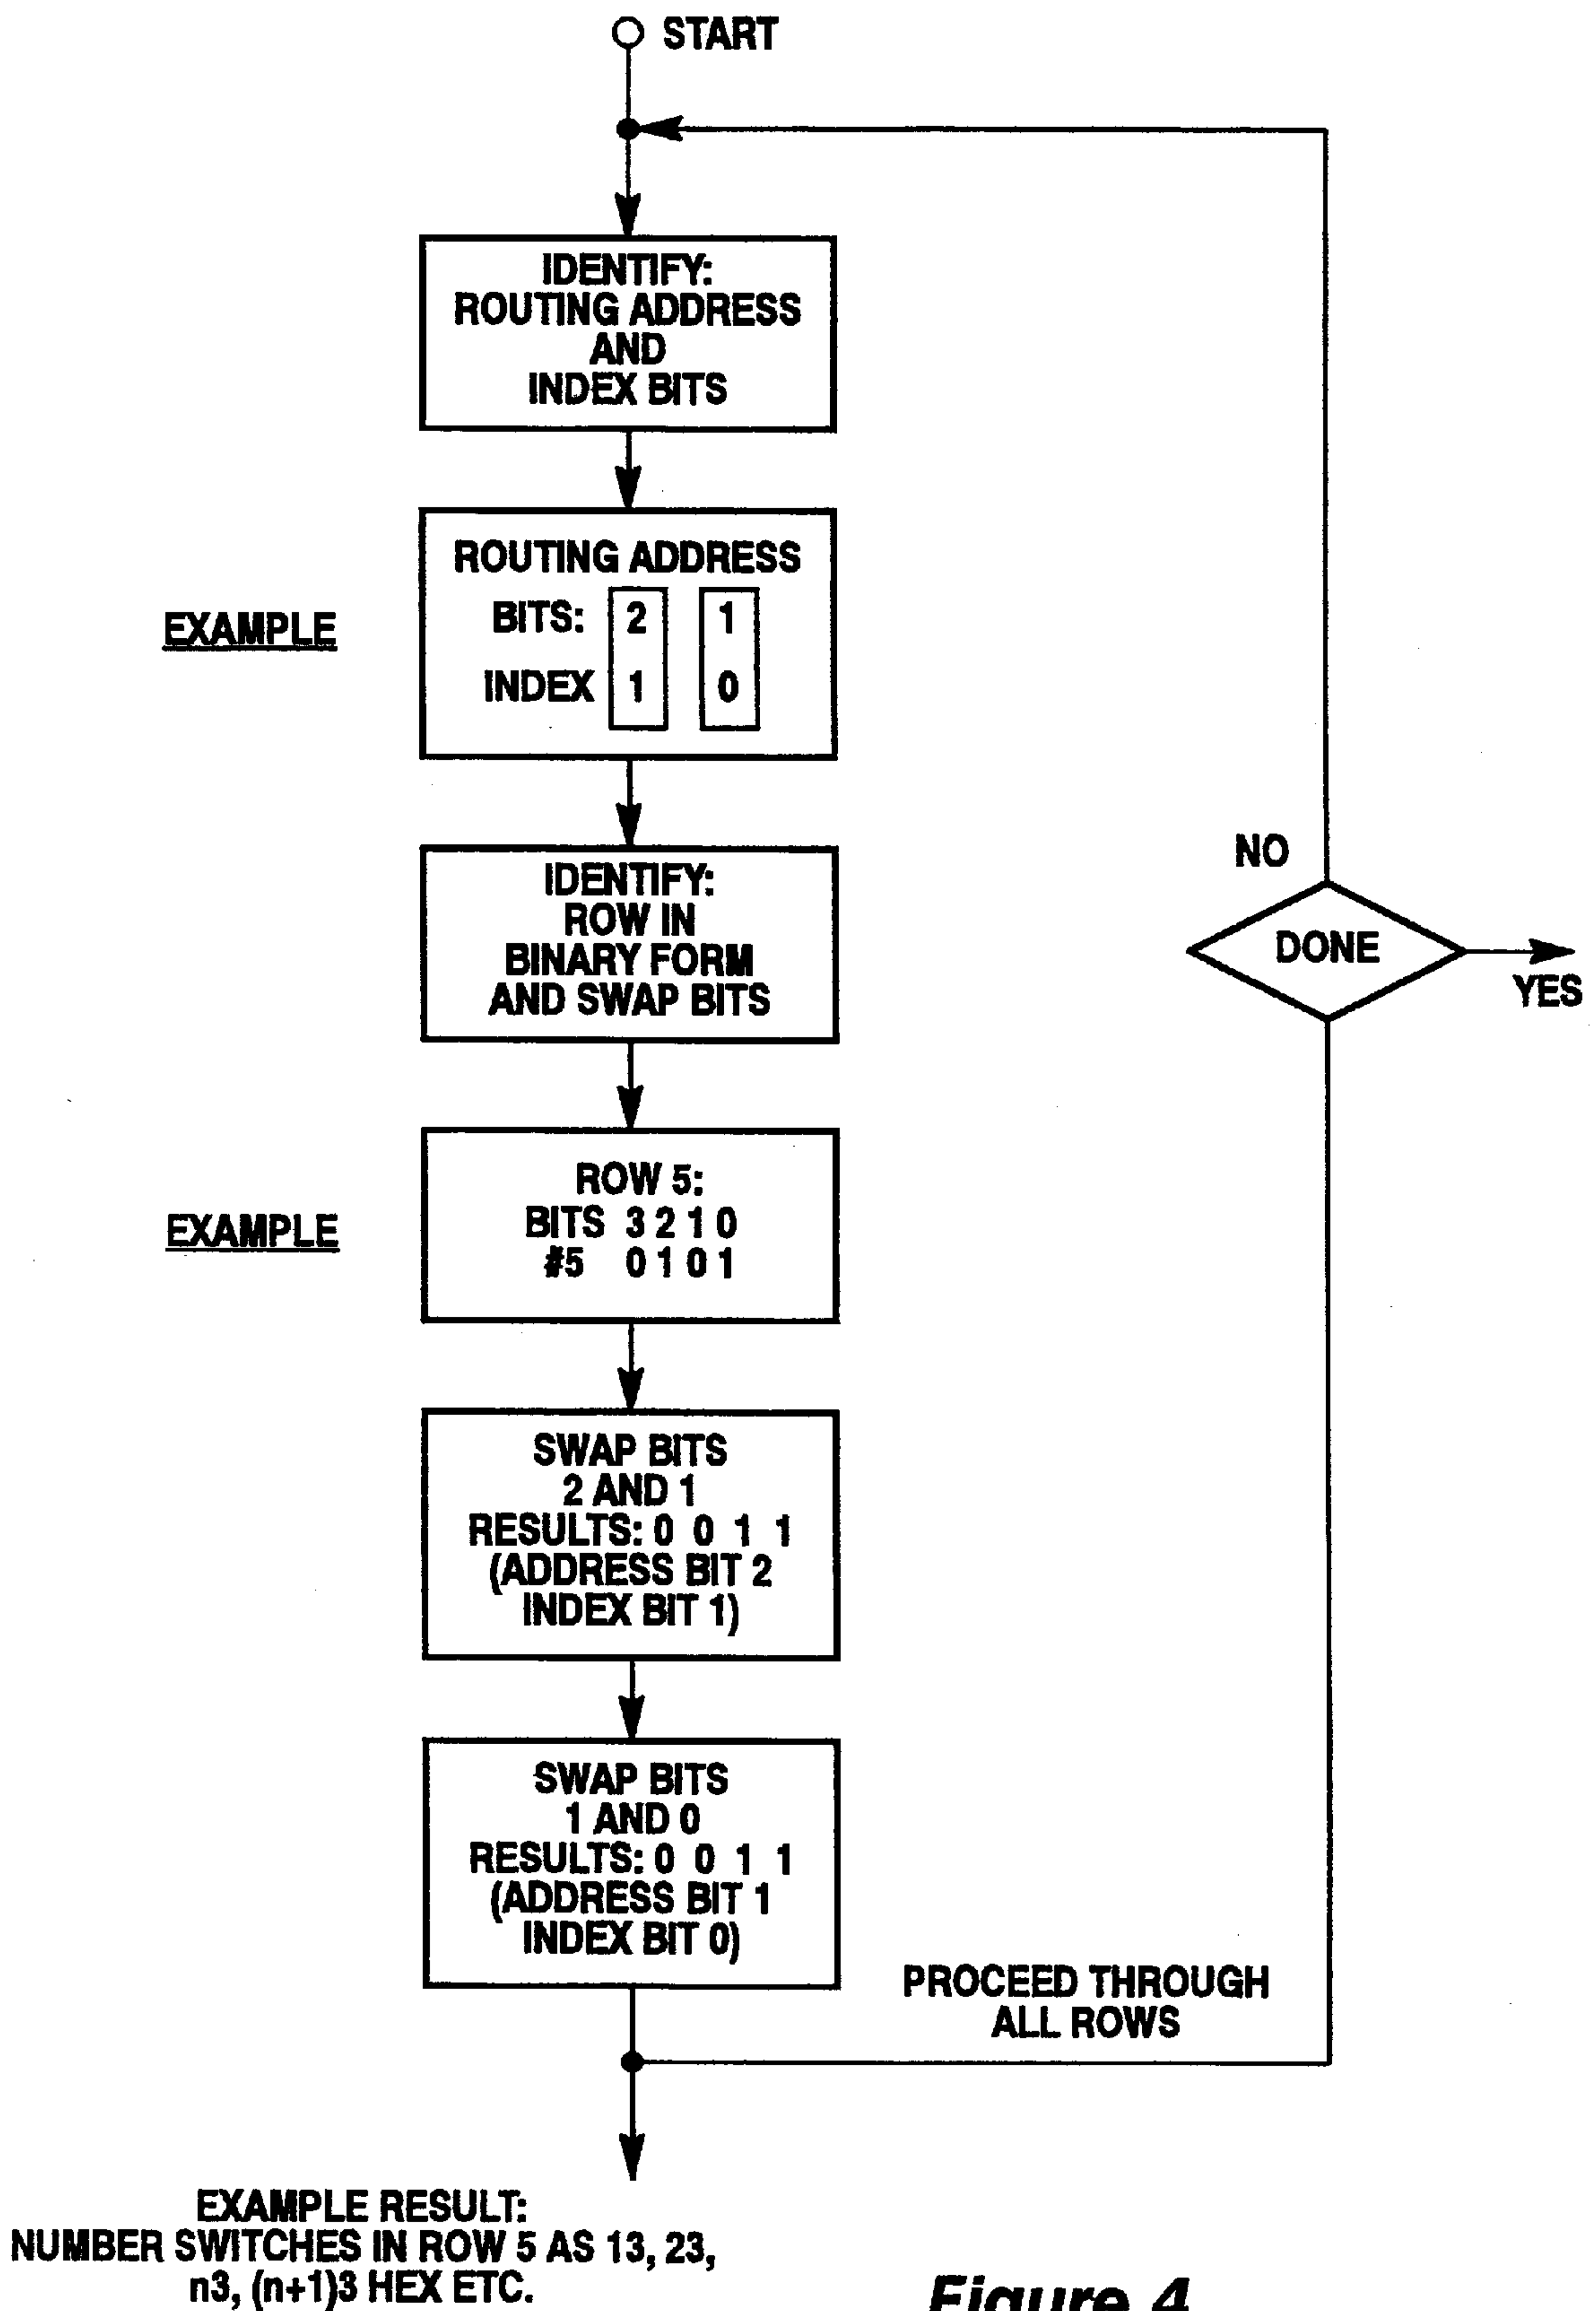 START
IDENTIFY:
ROUTING ADDRESS
AND
INDEX BITS
EXAMPLE
ROUTING ADDRESS
BITS: 2 1
INDEX 1 0
IDENTIFY:
ROW IN
BINARY FORM
AND SWAP BITS
NO
DONE
YES
EXAMPLE
ROW 5:
BITS 3 2 1 0
#5 0 1 0 1
SWAP BITS
2 AND 1
RESULTS: 0 0 1 1
(ADDRESS BIT 2
INDEX BIT 1)
SWAP BITS
1 AND 0
RESULTS: 0 0 1 1
(ADDRESS BIT 1
INDEX BIT 0)
PROCEED THROUGH
ALL ROWS
EXAMPLE RESULT:
NUMBER SWITCHES IN ROW 5 AS 13, 23,
n3, (n+1)3 HEX ETC.
Figure 4